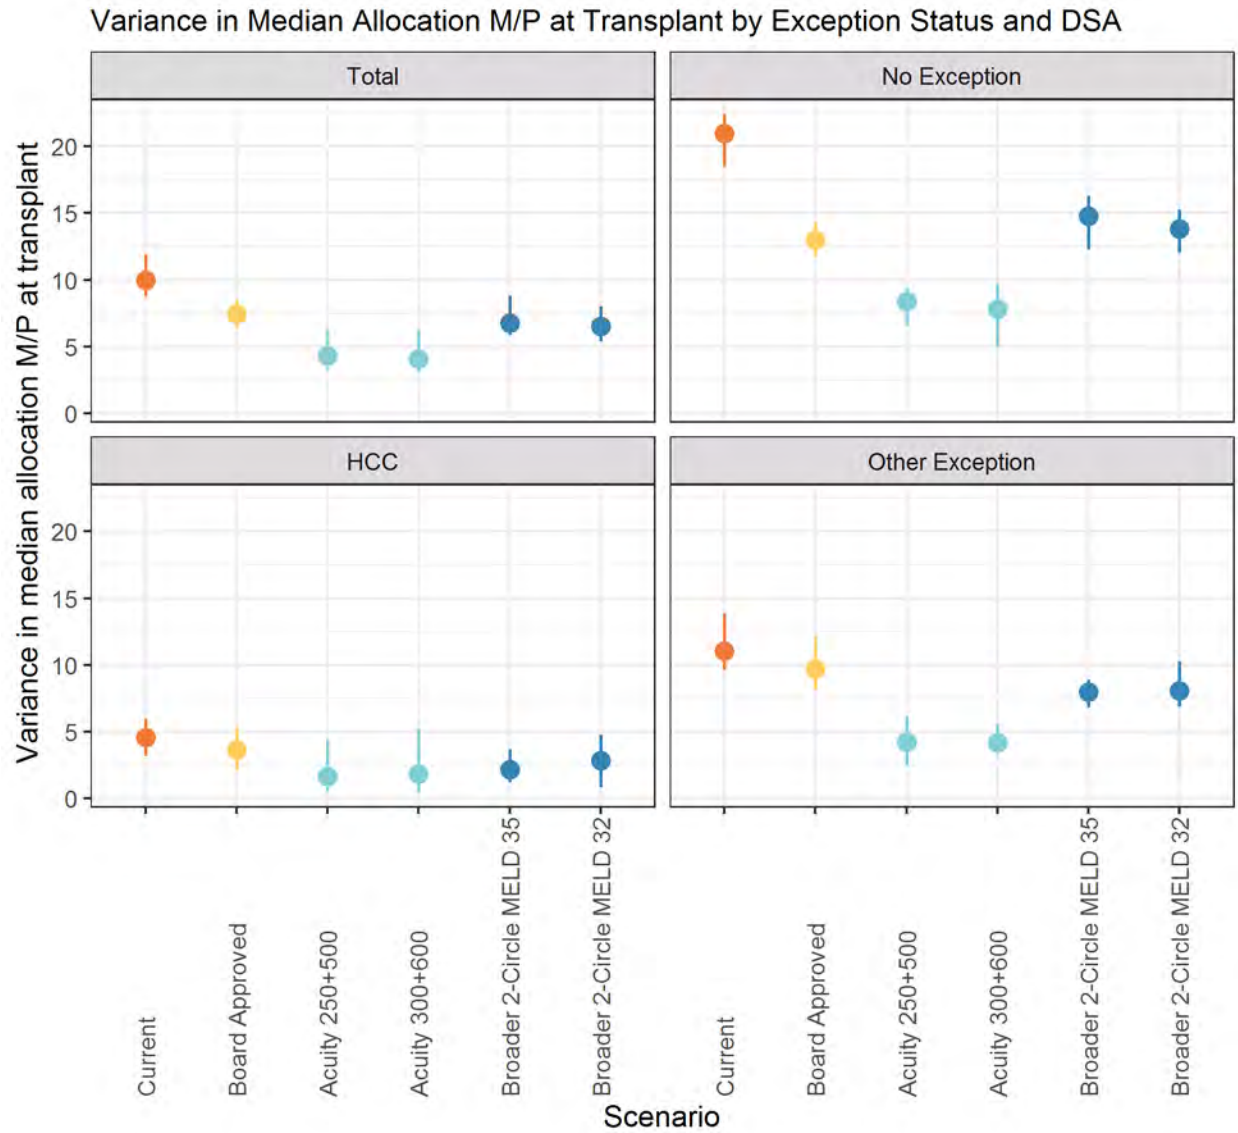 Variance in Median Allocation M/P at Transplant by Exception Status and DSA
Total
No Exception
Variance in median allocation M/P at transplant
20
15
10
5
0
HCC
Other Exception
20
15
10
5
0
Current
Board Approved
Acuity 250+500
Acuity 300+600
Broader 2-Circle MELD 35
Broader 2-Circle MELD 32
Current
Board Approved
Acuity 250+500
Acuity 300+600
Broader 2-Circle MELD 35
Broader 2-Circle MELD 32
Scenario